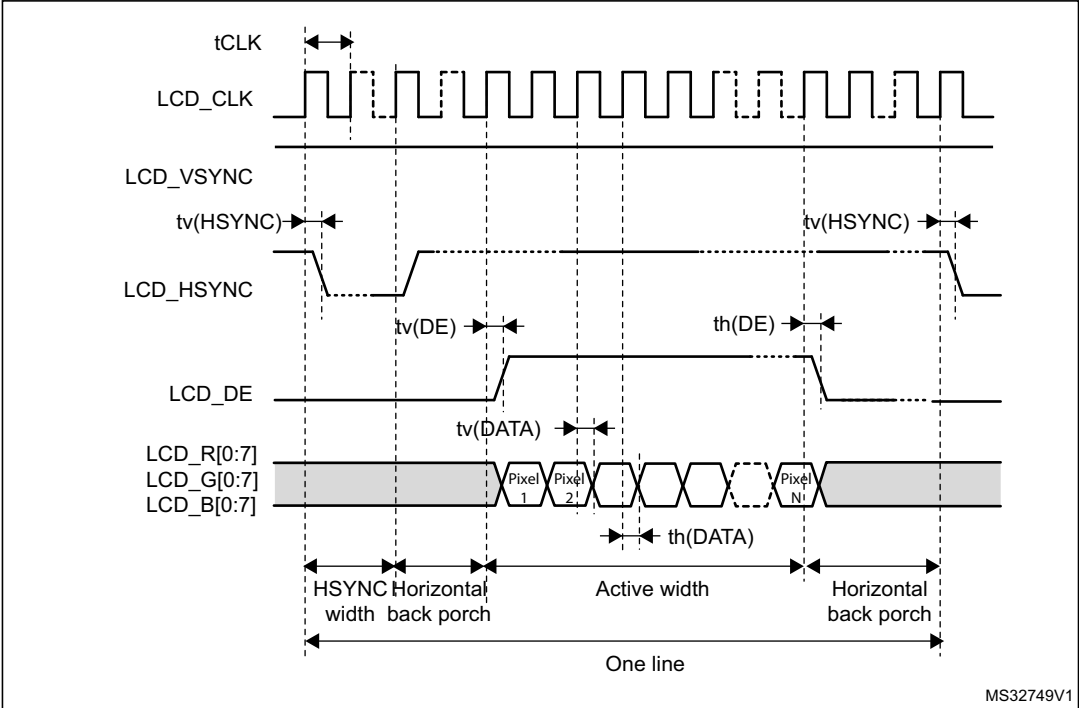 tCLK
LCD_CLK
LCD_VSYNC
tv(HSYNC)
tv(HSYNC)
LCD_HSYNC
tv(DE)
th(DE)
LCD_DE
tv(DATA)
LCD_R[0:7]
LCD_G[0:7]
LCD_B[0:7]
Pixel
1
Pixel
2
Pixel
N
th(DATA)
HSYNC
width
Horizontal
back porch
Active width
Horizontal
back porch
One line
MS32749V1